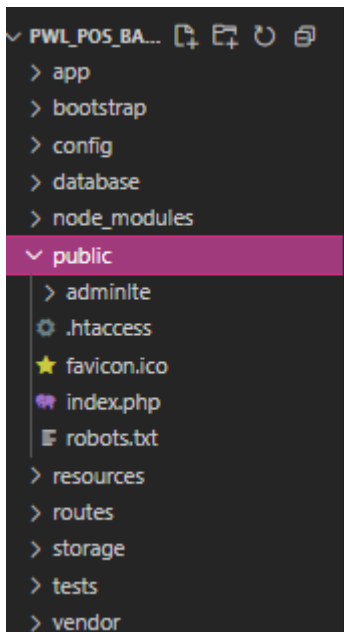 PWL_POS_BA...
app
bootstrap
config
database
node_modules
public
adminlte
.htaccess
favicon.ico
index.php
robots.txt
resources
routes
storage
tests
vendor